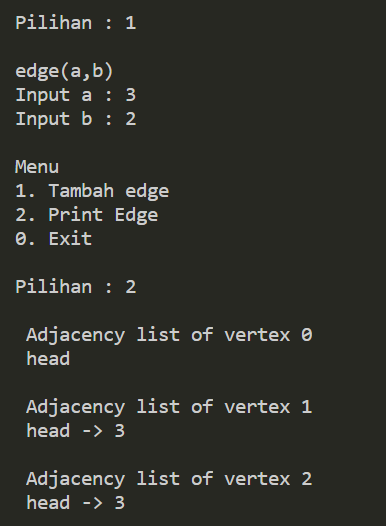 Pilihan : 1
edge(a,b)
Input a : 3
Input b : 2
Menu
1. Tambah edge
2. Print Edge
0. Exit
Pilihan : 2
Adjacency list of vertex 0
head
Adjacency list of vertex 1
head -> 3
Adjacency list of vertex 2
head -> 3